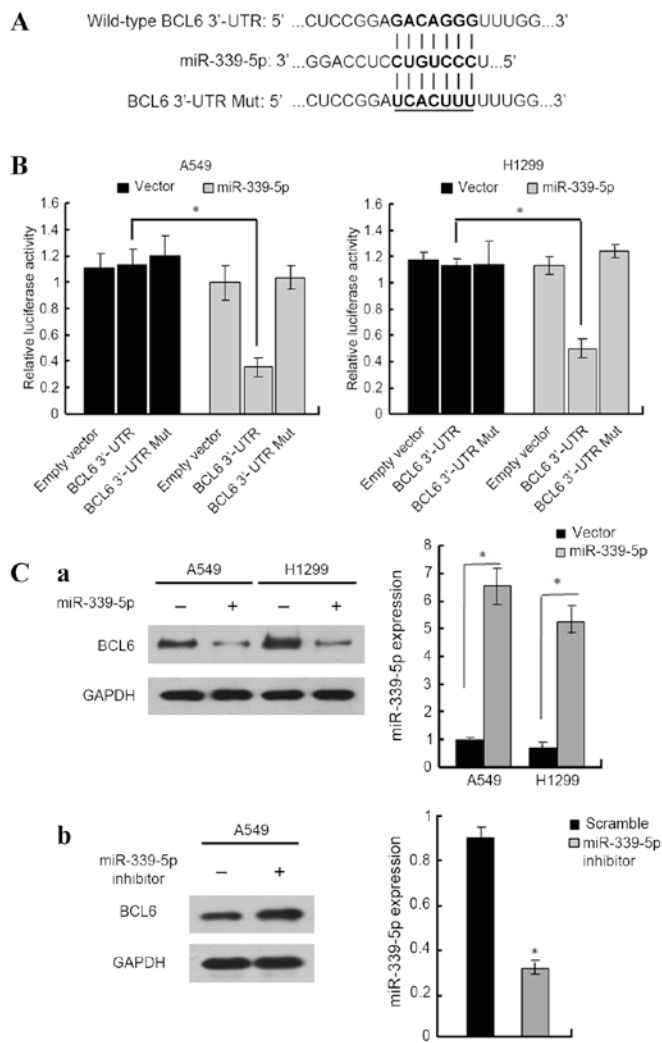 A
Wild-type BCL6 3'-UTR: 5' ...CUCCGGAGACAGGGUUUGG...3'
miR-339-5p: 3' ...GGACCUCCUGUCCCU...5'
BCL6 3'-UTR Mut: 5' ...CUCCGGAUCACUUUUUUGG...3'
B
A549
Vector miR-339-5p
*
Relative luciferase activity
1.6
1.4
1.2
1
0.8
0.6
0.4
0.2
0
Empty vector
BCL6 3'-UTR
BCL6 3'-UTR Mut
Empty vector
BCL6 3'-UTR
BCL6 3'-UTR Mut
H1299
Vector miR-339-5p
*
Relative luciferase activity
1.6
1.4
1.2
1
0.8
0.6
0.4
0.2
0
Empty vector
BCL6 3'-UTR
BCL6 3'-UTR Mut
Empty vector
BCL6 3'-UTR
BCL6 3'-UTR Mut
C a
A549 H1299
miR-339-5p – + – +
BCL6
GAPDH
Vector
miR-339-5p
* *
miR-339-5p expression
8
7
6
5
4
3
2
1
0
A549 H1299
b
A549
miR-339-5p
inhibitor – +
BCL6
GAPDH
Scramble
miR-339-5p
inhibitor
*
miR-339-5p expression
1
0.8
0.6
0.4
0.2
0